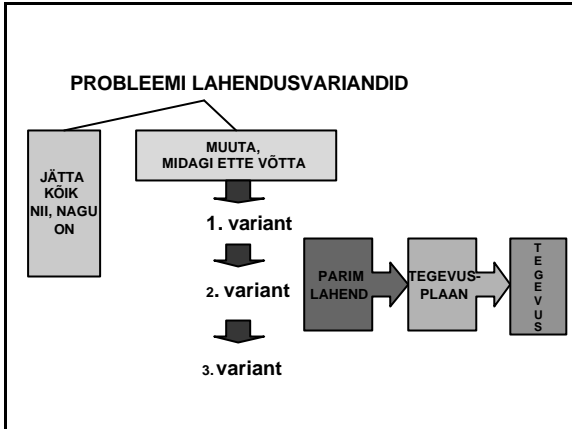 PROBLEEMI LAHENDUSVARIANDID
JÄTTA
KÕIK
NII, NAGU
ON
MUUTA,
MIDAGI ETTE VÕTTA
1. variant
2. variant
3. variant
PARIM
LAHEND
TEGEVUS-
PLAAN
TEGEVUS